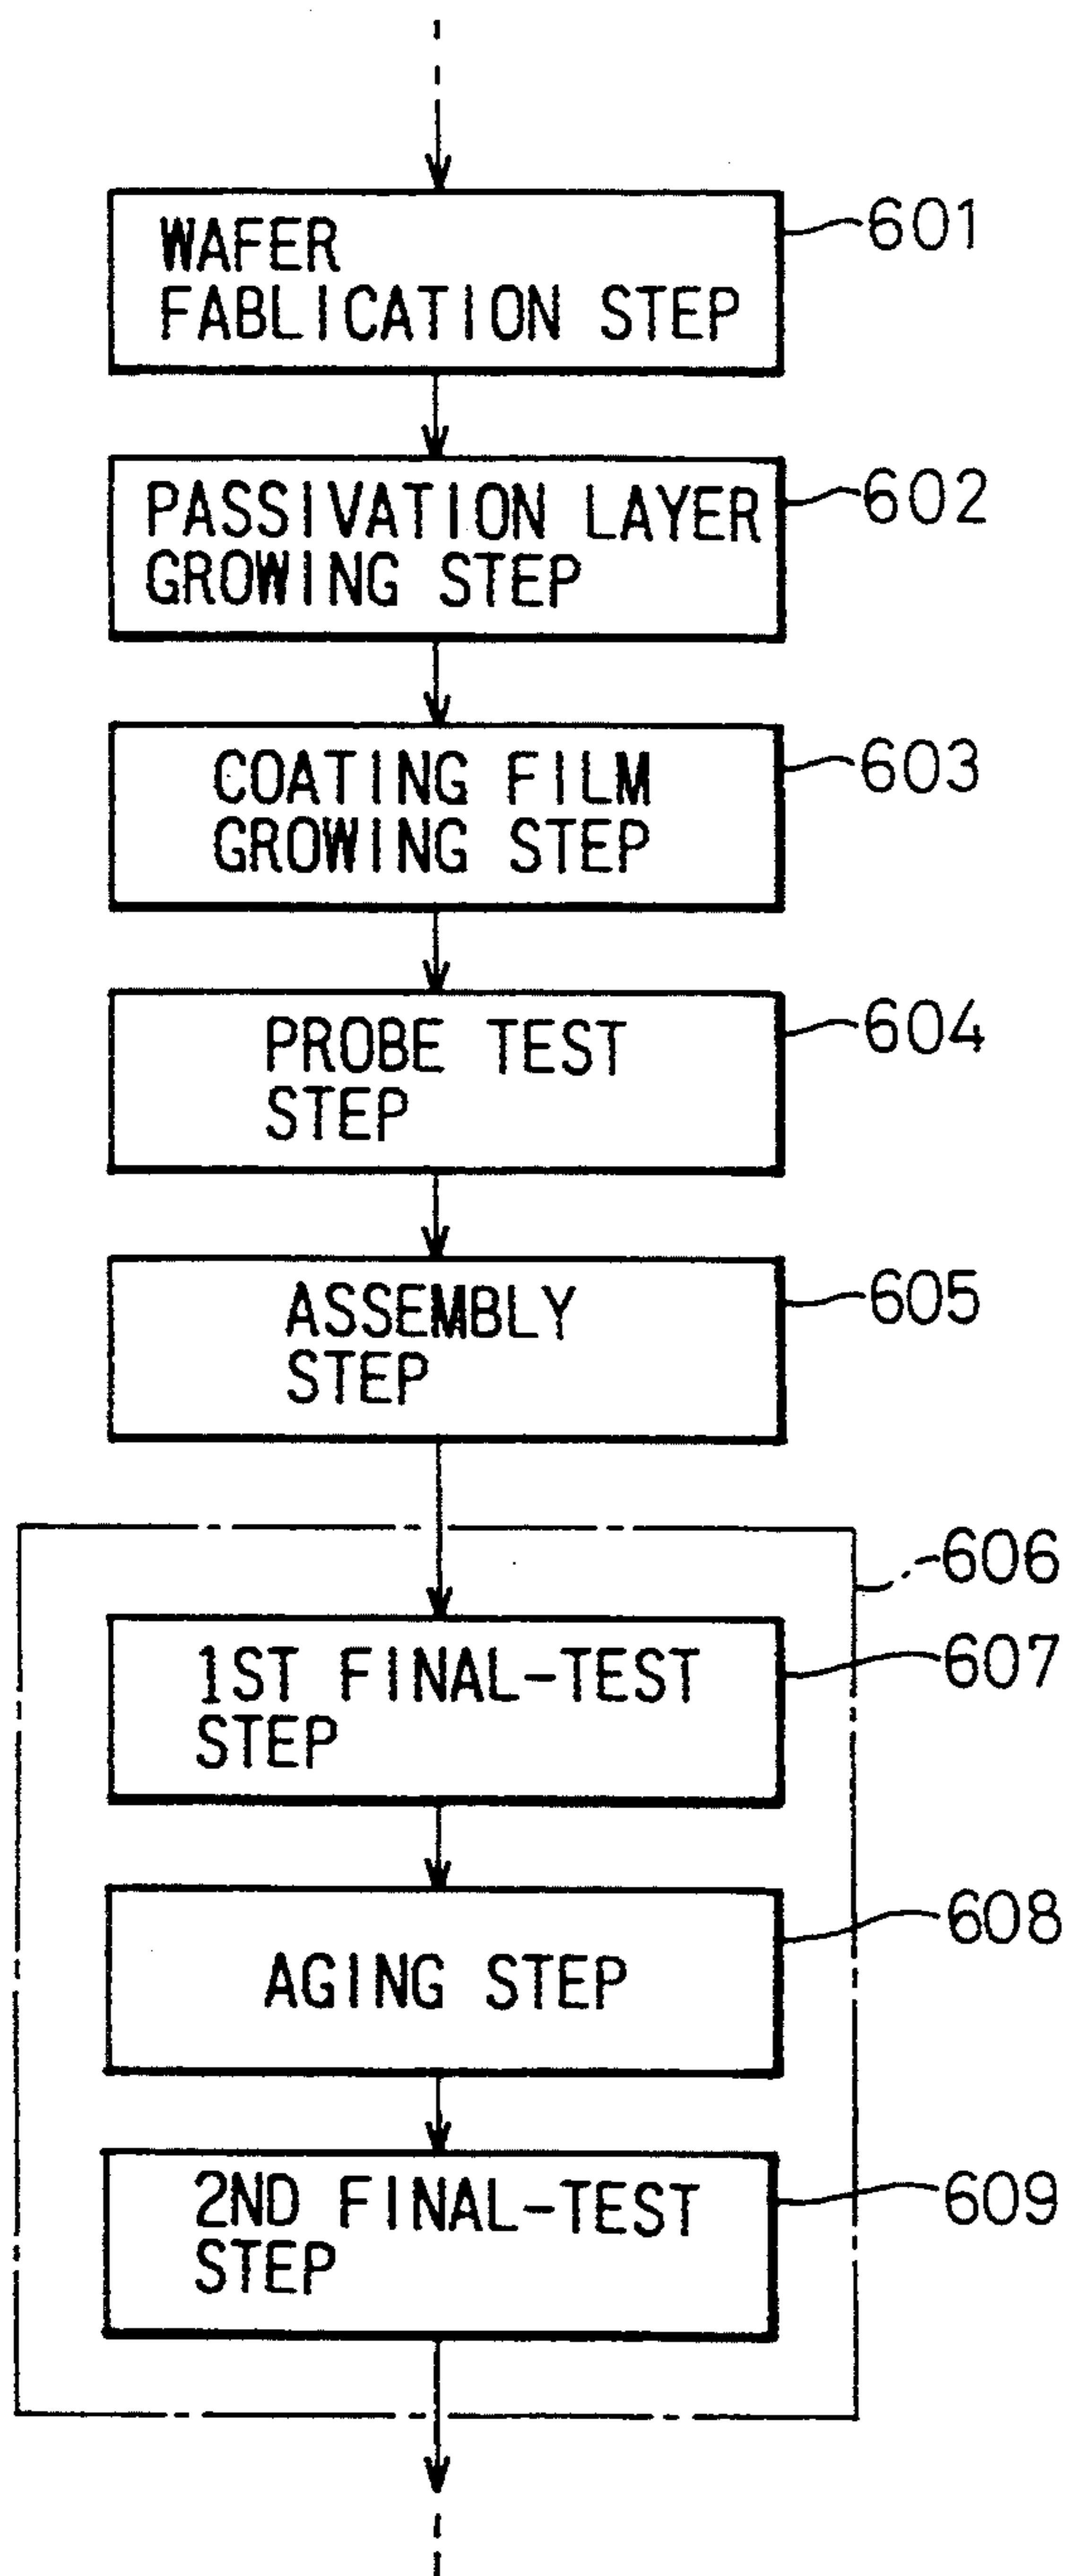 WAFER
FABLICATION STEP
601
PASSIVATION LAYER
GROWING STEP
602
COATING FILM
GROWING STEP
603
PROBE TEST
STEP
604
ASSEMBLY
STEP
605
606
1ST FINAL-TEST
STEP
607
AGING STEP
608
2ND FINAL-TEST
STEP
609